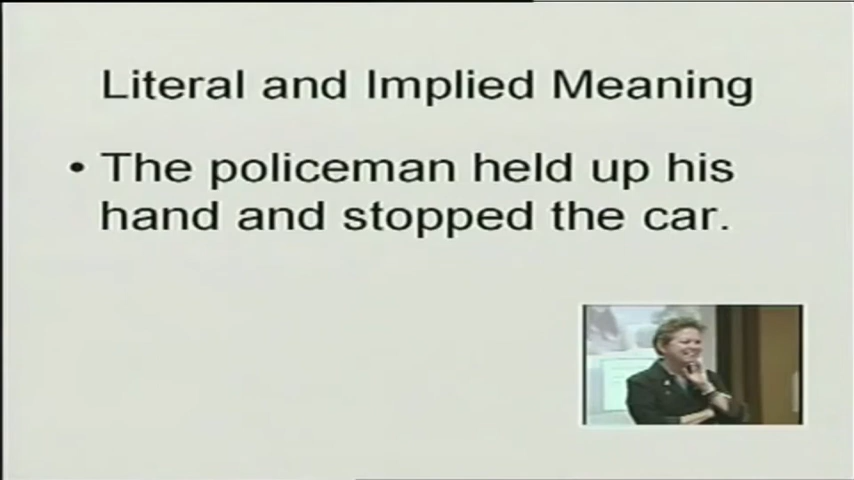 Literal and Implied Meaning
• The policeman held up his
hand and stopped the car.